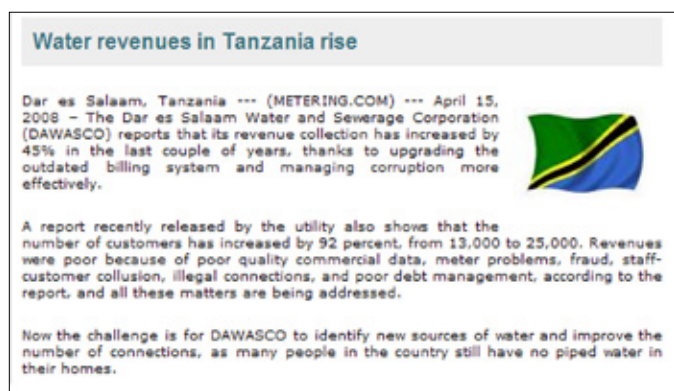 Water revenues in Tanzania rise
Dar es Salaam, Tanzania --- (METERING.COM) --- April 15,
2008 – The Dar es Salaam Water and Sewerage Corporation
(DAWASCO) reports that its revenue collection has increased by
45% in the last couple of years, thanks to upgrading the
outdated billing system and managing corruption more
effectively.
A report recently released by the utility also shows that the
number of customers has increased by 92 percent, from 13,000 to 25,000. Revenues
were poor because of poor quality commercial data, meter problems, fraud, staff-
customer collusion, illegal connections, and poor debt management, according to the
report, and all these matters are being addressed.
Now the challenge is for DAWASCO to identify new sources of water and improve the
number of connections, as many people in the country still have no piped water in
their homes.